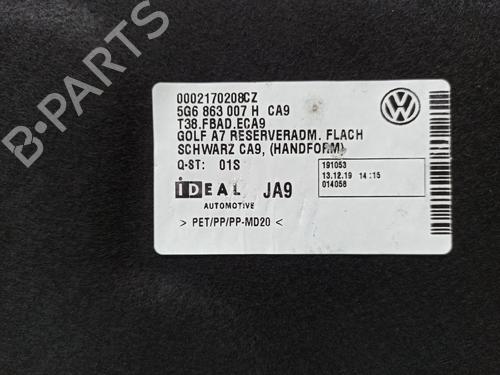 0002170208CZ
5G6 863 007 H CA9
T38.FBAD.ECA9
GOLF A7 RESERVERADM. FLACH
SCHWARZ CA9, (HANDFORM)
Q-ST: 01S
191053
13.12.19 14:15
014058
IDEAL JA9
AUTOMOTIVE
> PET/PP/PP-MD20 <
B-PARTS